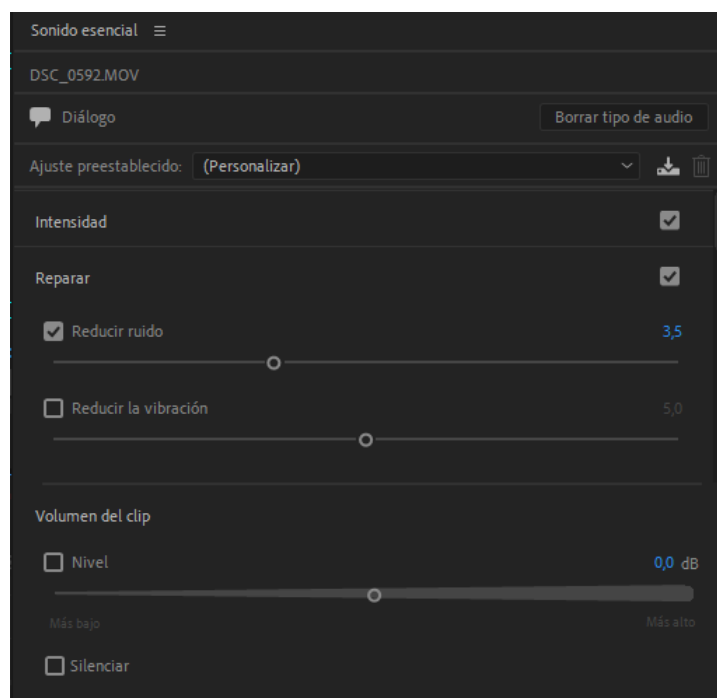 Sonido esencial
DSC_0592.MOV
Diálogo Borrar tipo de audio
Ajuste preestablecido: (Personalizar)
Intensidad
Reparar
Reducir ruido 3,5
Reducir la vibración 5,0
Volumen del clip
Nivel 0,0 dB
Más bajo Más alto
Silenciar